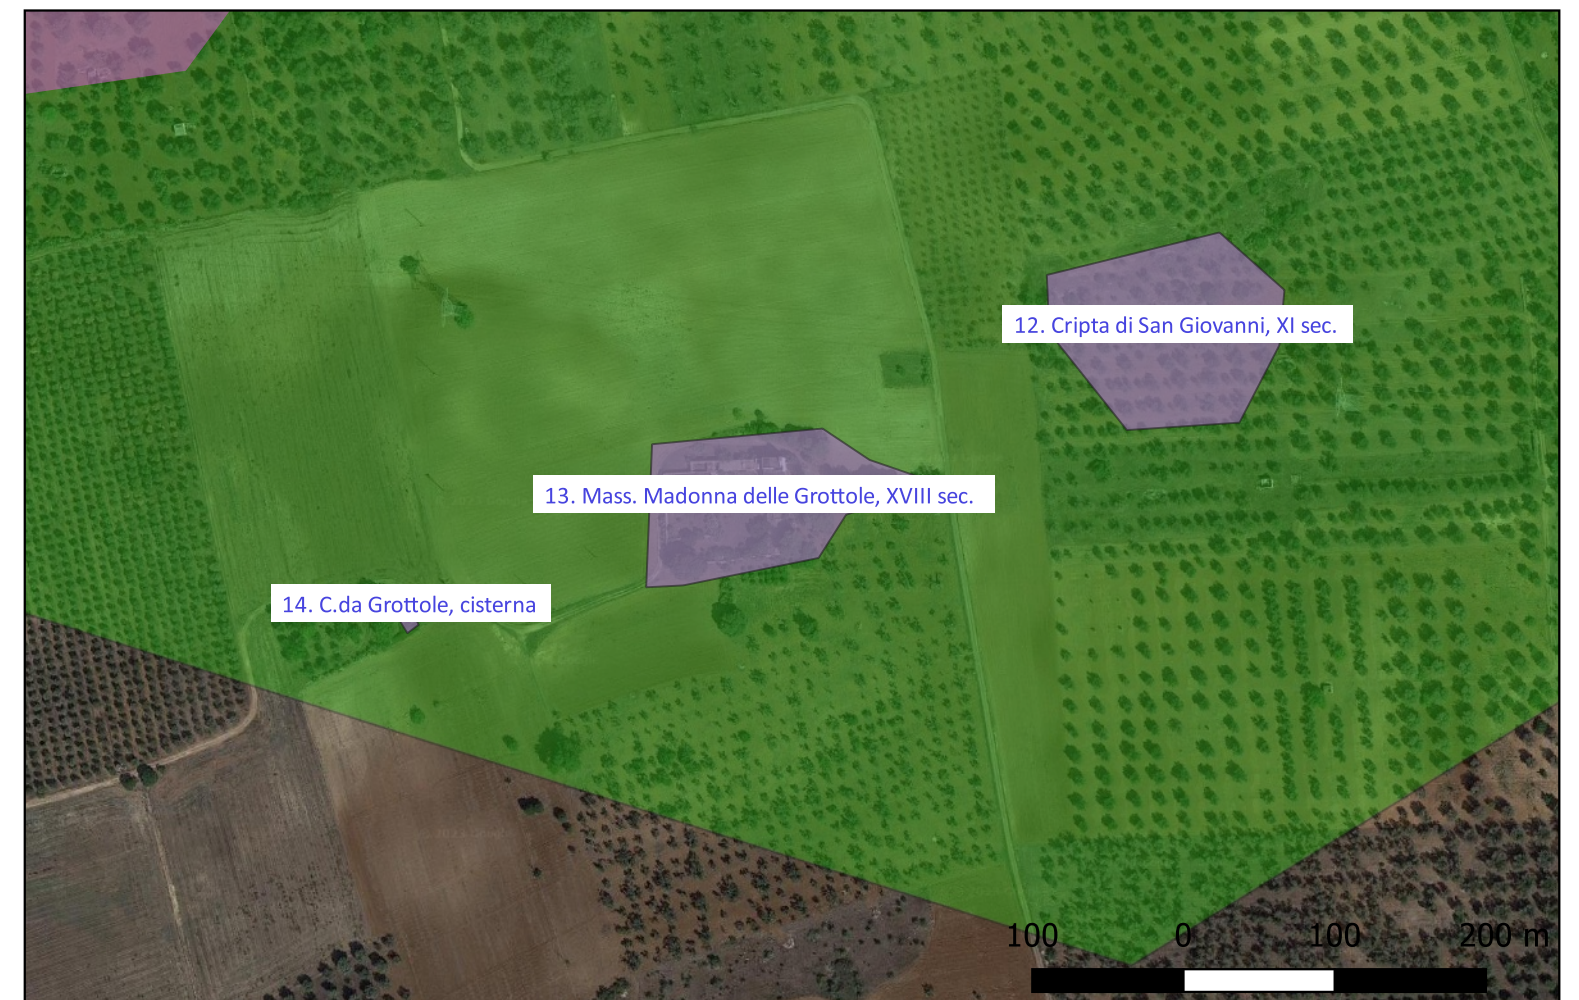 12. Cripta di San Giovanni, XI sec.
13. Mass. Madonna delle Grottole, XVIII sec.
14. C.da Grottole, cisterna
100 0 100 200 m